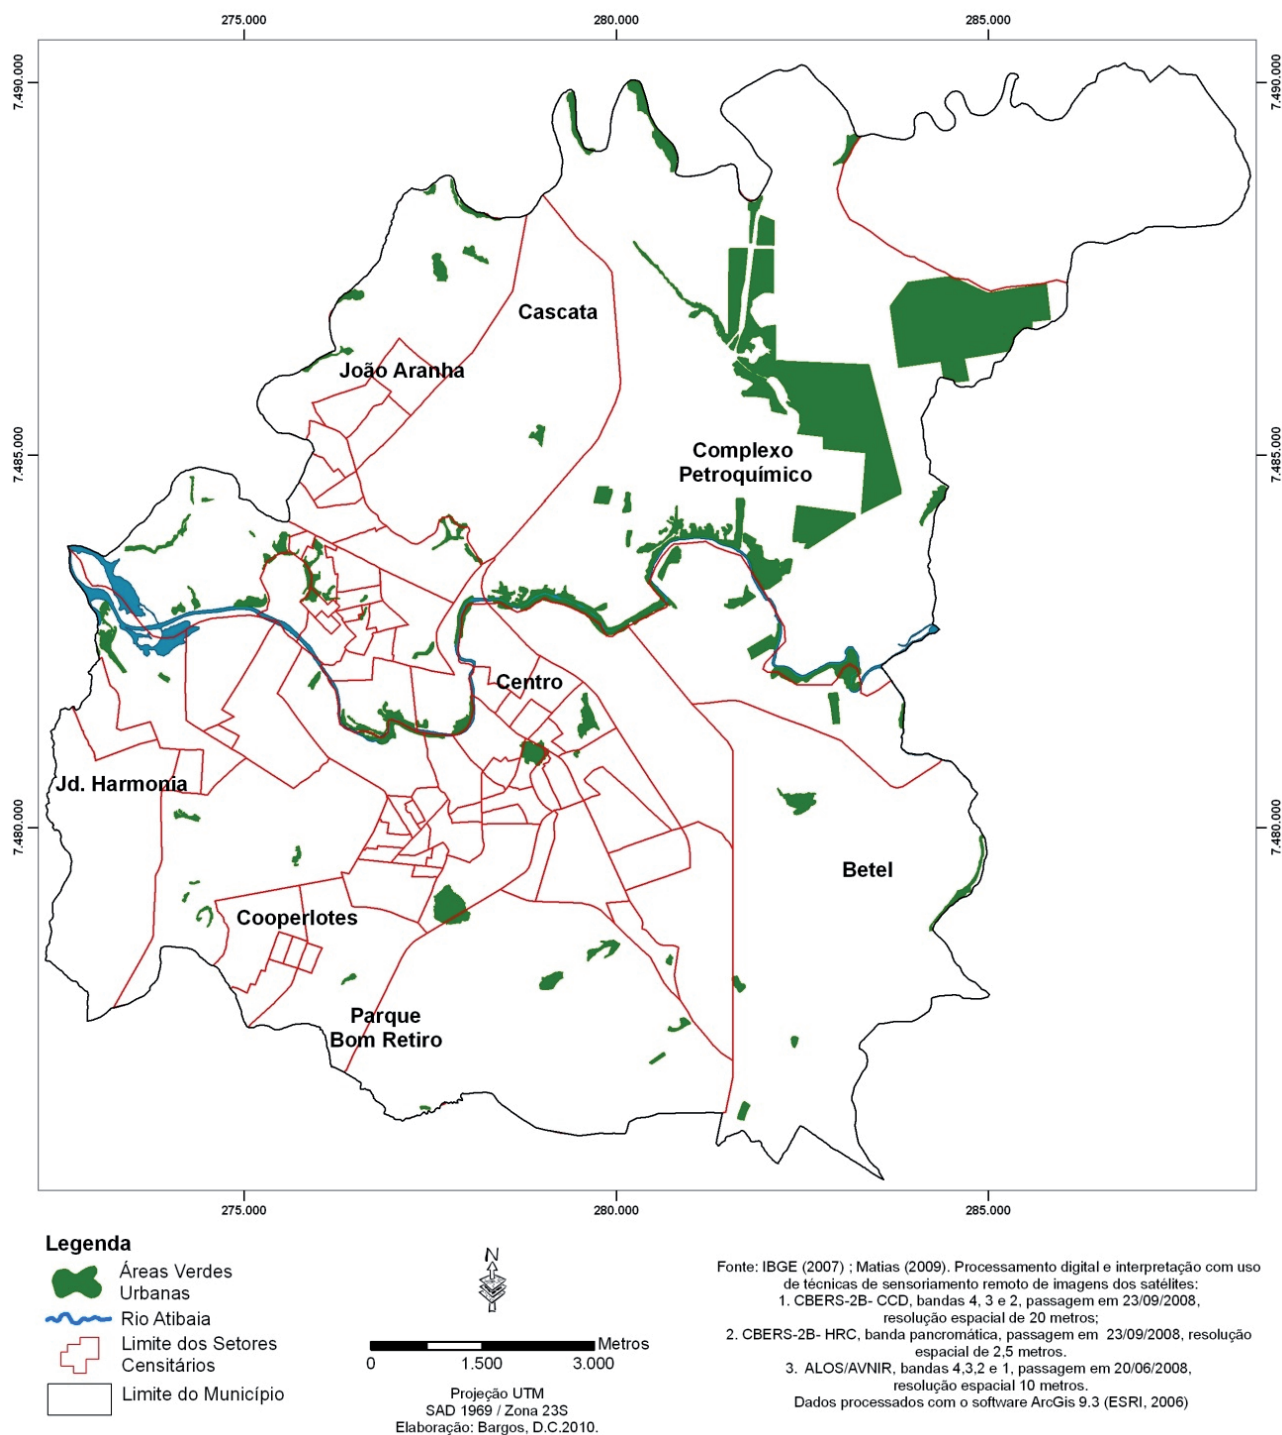 275.000
280.000
285.000
7.490.000
7.490.000
Cascata
João Aranha
7.485.000
7.485.000
Complexo
Petroquímico
Centro
Jd. Harmonia
7.480.000
7.480.000
Betel
Cooperlotes
Parque
Bom Retiro
275.000
280.000
285.000
Legenda
Áreas Verdes
Urbanas
Rio Atibaia
Limite dos Setores
Censitários
Limite do Município
N
Metros
0
1.500
3.000
Projeção UTM
SAD 1969 / Zona 23S
Elaboração: Bargos, D.C.2010.
Fonte: IBGE (2007) ; Matias (2009). Processamento digital e interpretação com uso
de técnicas de sensoriamento remoto de imagens dos satélites:
1. CBERS-2B- CCD, bandas 4, 3 e 2, passagem em 23/09/2008,
resolução espacial de 20 metros;
2. CBERS-2B- HRC, banda pancromática, passagem em 23/09/2008, resolução
espacial de 2,5 metros.
3. ALOS/AVNIR, bandas 4,3,2 e 1, passagem em 20/06/2008,
resolução espacial 10 metros.
Dados processados com o software ArcGis 9.3 (ESRI, 2006)